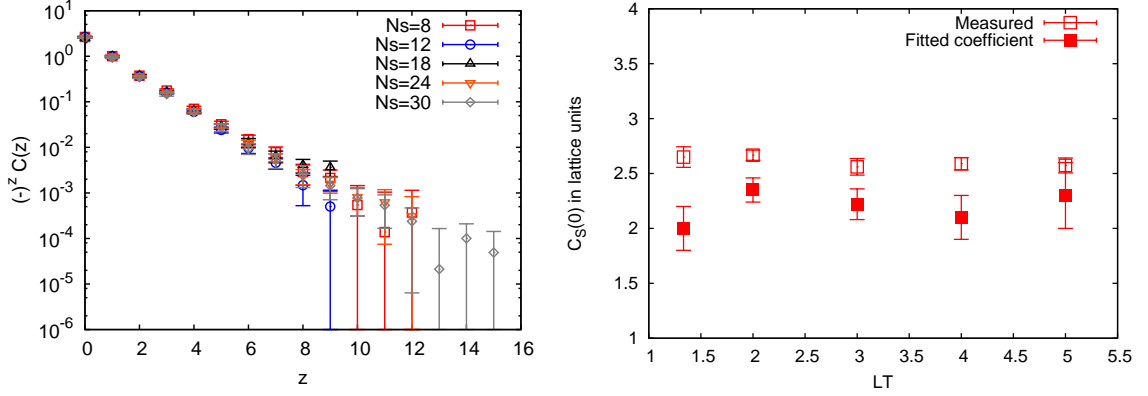 10^1
10^0
10^-1
10^-2
10^-3
10^-4
10^-5
10^-6
(-)^z C(z)
0 2 4 6 8 10 12 14 16
z
Ns=8
Ns=12
Ns=18
Ns=24
Ns=30
4
3.5
3
2.5
2
1.5
1
C_S(0) in lattice units
1 1.5 2 2.5 3 3.5 4 4.5 5 5.5
LT
Measured
Fitted coefficient